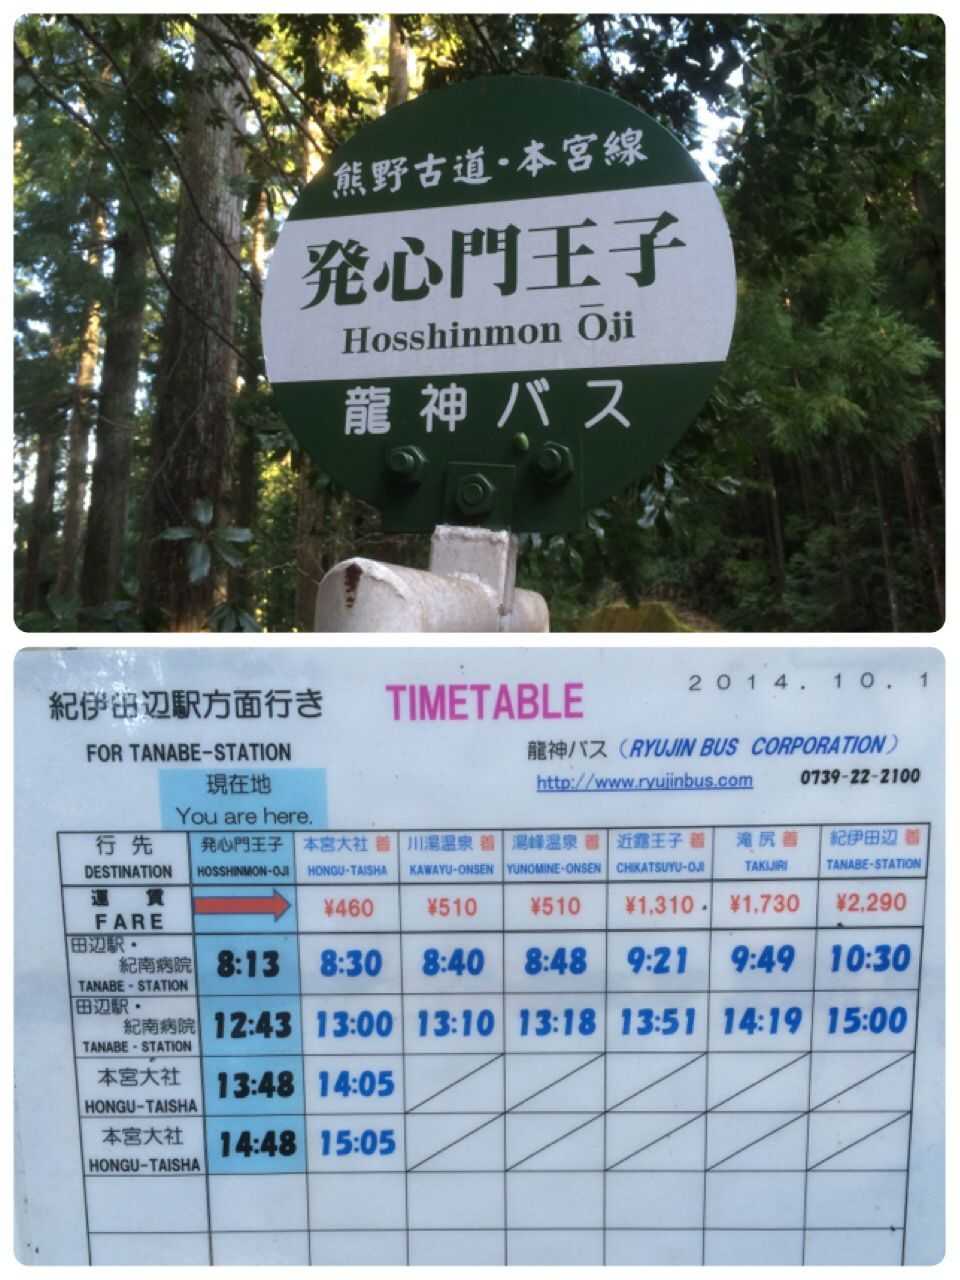 熊野古道・本宮線
発心門王子
Hosshinmon Ōji
龍神バス
紀伊田辺駅方面行き TIMETABLE 2014.10.1
FOR TANABE-STATION 龍神バス（RYUJIN BUS CORPORATION）
現在地 http://www.ryujinbus.com 0739-22-2100
You are here.
行先 発心門王子 本宮大社 着 川湯温泉 着 湯峰温泉 着 近露王子 着 滝尻 着 紀伊田辺 着
DESTINATION HOSSHINMON-OJI HONGU-TAISHA KAWAYU-ONSEN YUNOMINE-ONSEN CHIKATSUYU-OJI TAKIJIRI TANABE-STATION
運賃 ¥460 ¥510 ¥510 ¥1,310 ¥1,730 ¥2,290
FARE
田辺駅・
紀南病院 8:13 8:30 8:40 8:48 9:21 9:49 10:30
TANABE-STATION
田辺駅・
紀南病院 12:43 13:00 13:10 13:18 13:51 14:19 15:00
TANABE-STATION
本宮大社 13:48 14:05
HONGU-TAISHA
本宮大社 14:48 15:05
HONGU-TAISHA